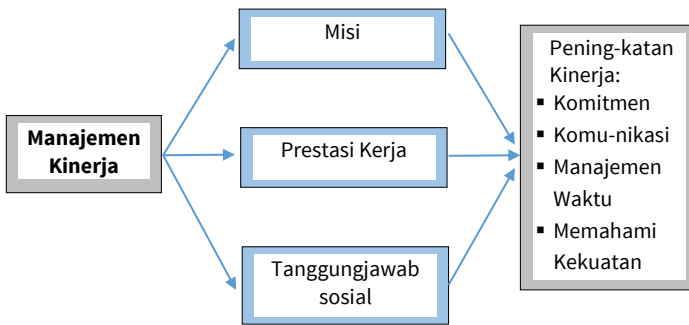 Manajemen
Kinerja
Misi
Prestasi Kerja
Tanggungjawab
sosial
Pening-katan
Kinerja:
▪ Komitmen
▪ Komu-nikasi
▪ Manajemen
Waktu
▪ Memahami
Kekuatan